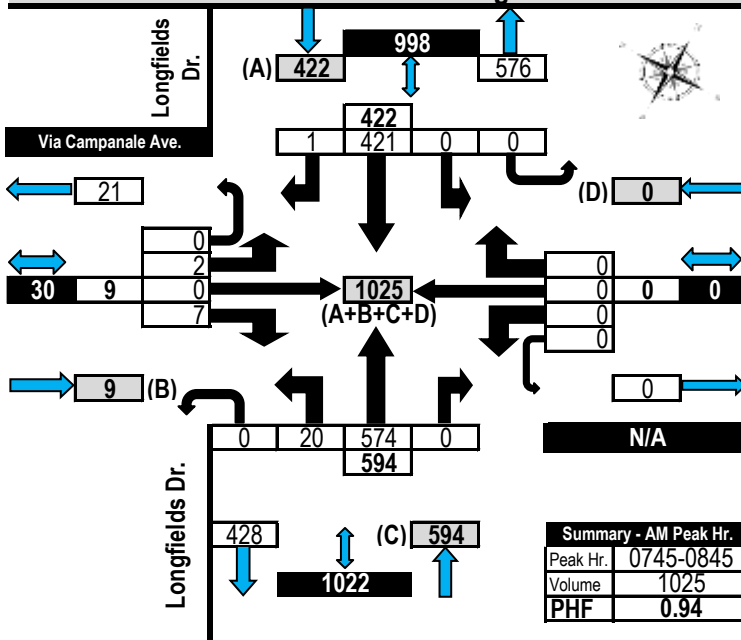 Longfields
Dr.
998
(A) 422
576
422
1 421 0 0
Via Campanale Ave.
21
(D) 0
0
2
30 9 0
7
1025
(A+B+C+D)
0
0 0 0
0
0
9 (B)
0
0 20 574 0
594
N/A
Longfields Dr.
428
(C) 594
1022
Summary - AM Peak Hr.
Peak Hr. 0745-0845
Volume 1025
PHF 0.94